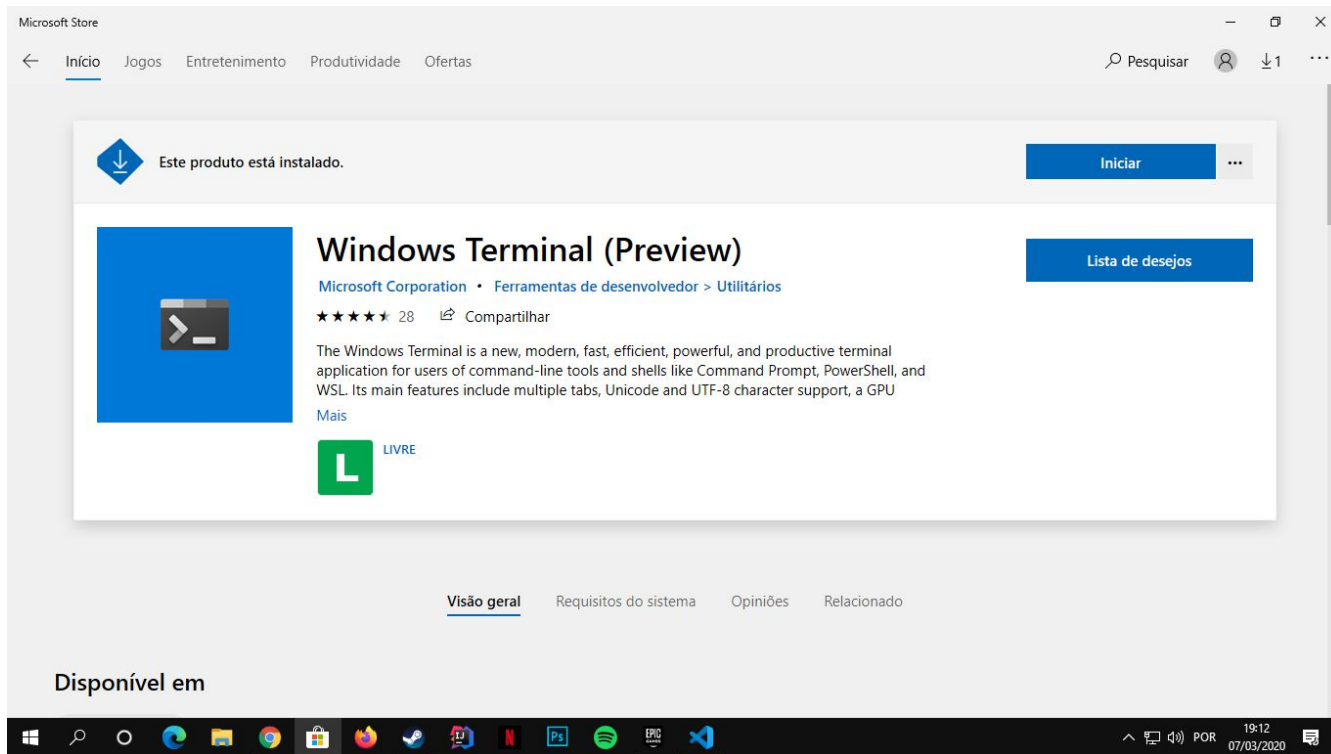 Microsoft Store
Início Jogos Entretenimento Produtividade Ofertas Pesquisar 1
Este produto está instalado. Iniciar
Windows Terminal (Preview)
Lista de desejos
Microsoft Corporation • Ferramentas de desenvolvedor > Utilitários
28 Compartilhar
The Windows Terminal is a new, modern, fast, efficient, powerful, and productive terminal
application for users of command-line tools and shells like Command Prompt, PowerShell, and
WSL. Its main features include multiple tabs, Unicode and UTF-8 character support, a GPU
Mais
L LIVRE
Visão geral Requisitos do sistema Opiniões Relacionado
Disponível em
IJ N Ps EPIC GAMES POR 19:12
07/03/2020